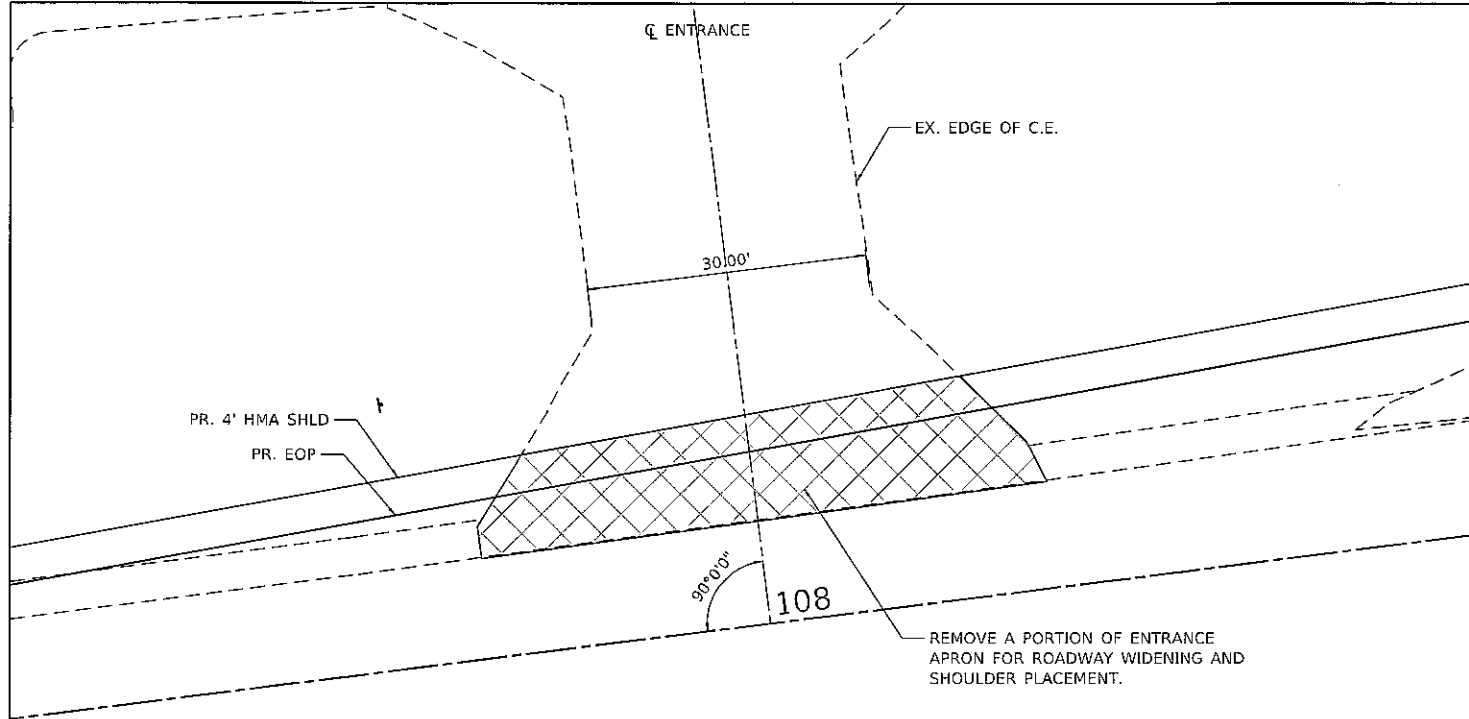 ℄ ENTRANCE
EX. EDGE OF C.E.
30.00'
PR. 4' HMA SHLD
PR. EOP
90°0'0"
108
REMOVE A PORTION OF ENTRANCE
APRON FOR ROADWAY WIDENING AND
SHOULDER PLACEMENT.